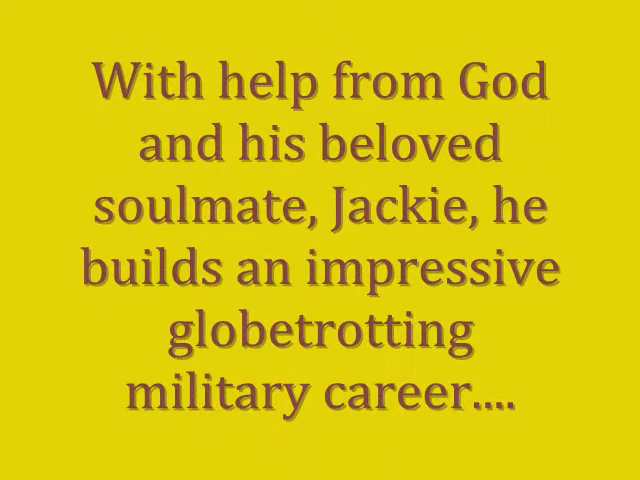 With help from God
and his beloved
soulmate, Jackie, he
builds an impressive
globetrotting
military career....